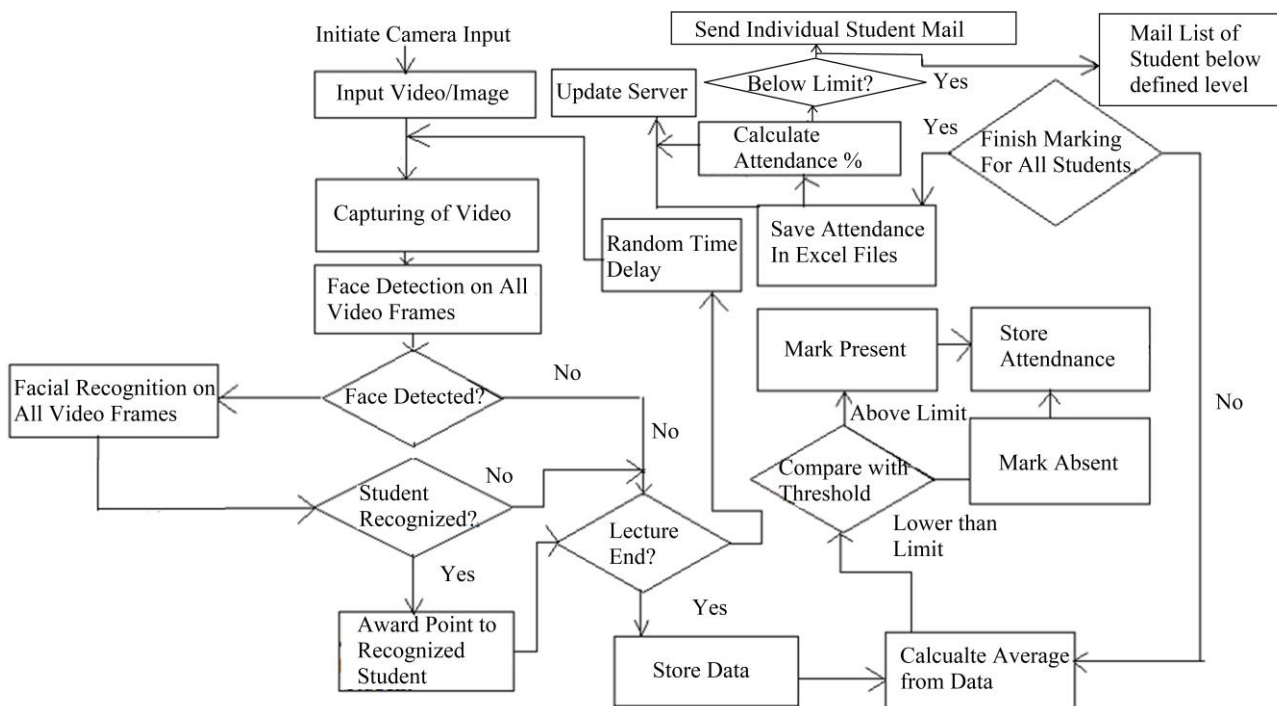 Initiate Camera Input
Input Video/Image
Capturing of Video
Face Detection on All
Video Frames
Face Detected?
No
Facial Recognition on
All Video Frames
Student
Recognized?
No
Yes
Award Point to
Recognized
Student
No
Lecture
End?
Yes
Random Time
Delay
Store Data
Calcualte Average
from Data
Compare with
Threshold
Above Limit
Lower than
Limit
Mark Present
Mark Absent
Store
Attendnance
Finish Marking
For All Students,
Yes
No
Save Attendance
In Excel Files
Update Server
Calculate
Attendance %
Below Limit?
Yes
Send Individual Student Mail
Mail List of
Student below
defined level